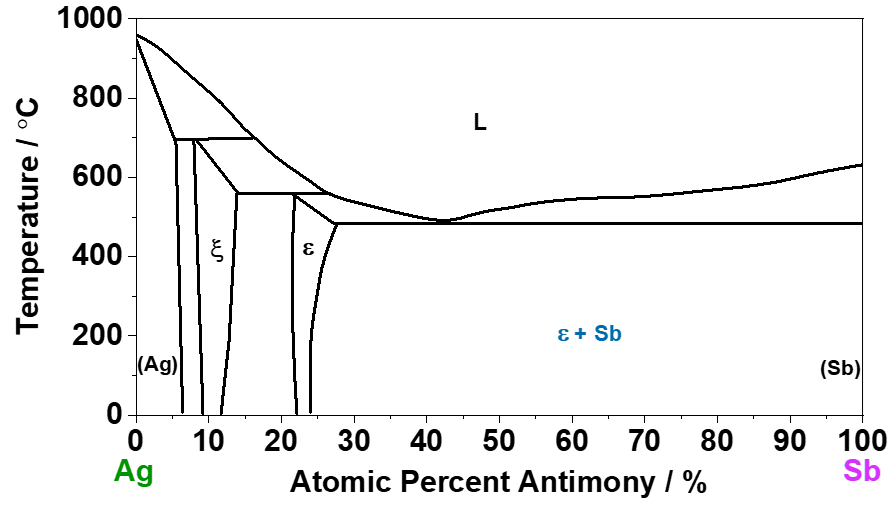 1000
800
600
400
200
0
Temperature / °C
L
ξ
ε
ε + Sb
(Ag)
(Sb)
0 10 20 30 40 50 60 70 80 90 100
Ag
Atomic Percent Antimony / %
Sb